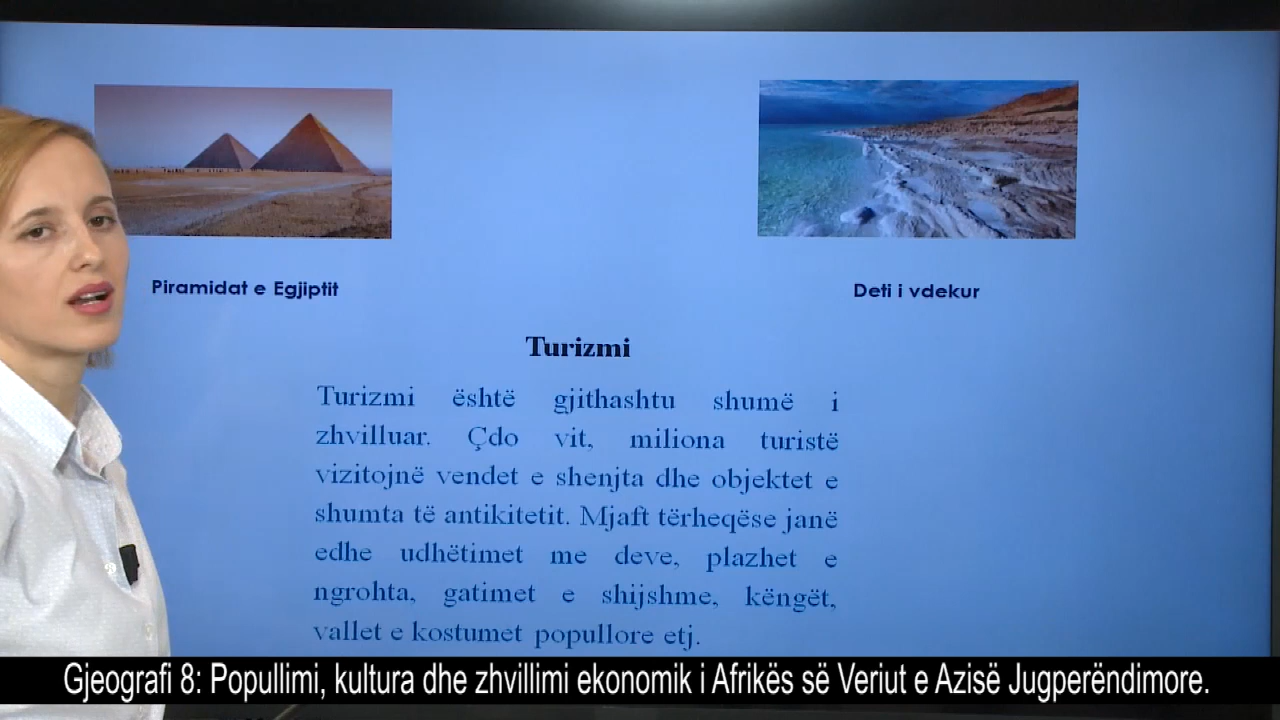 Piramidat e Egjiptit
Deti i vdekur
Turizmi
Turizmi është gjithashtu shumë i
zhvilluar. Çdo vit, miliona turistë
vizitojnë vendet e shenjta dhe objektet e
shumta të antikitetit. Mjaft tërheqëse janë
edhe udhëtimet me deve, plazhet e
ngrohta, gatimet e shijshme, këngët,
vallet e kostumet popullore etj.
Gjeografi 8: Popullimi, kultura dhe zhvillimi ekonomik i Afrikës së Veriut e Azisë Jugperëndimore.